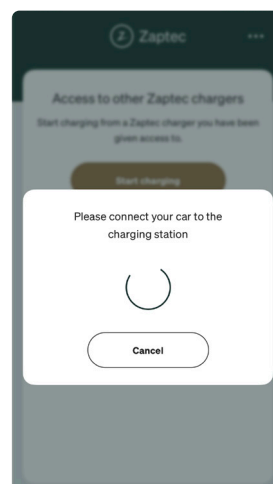 Zaptec
Access to other Zaptec chargers
Start charging from a Zaptec charger you have been
given access to.
Start charging
Please connect your car to the
charging station
Cancel